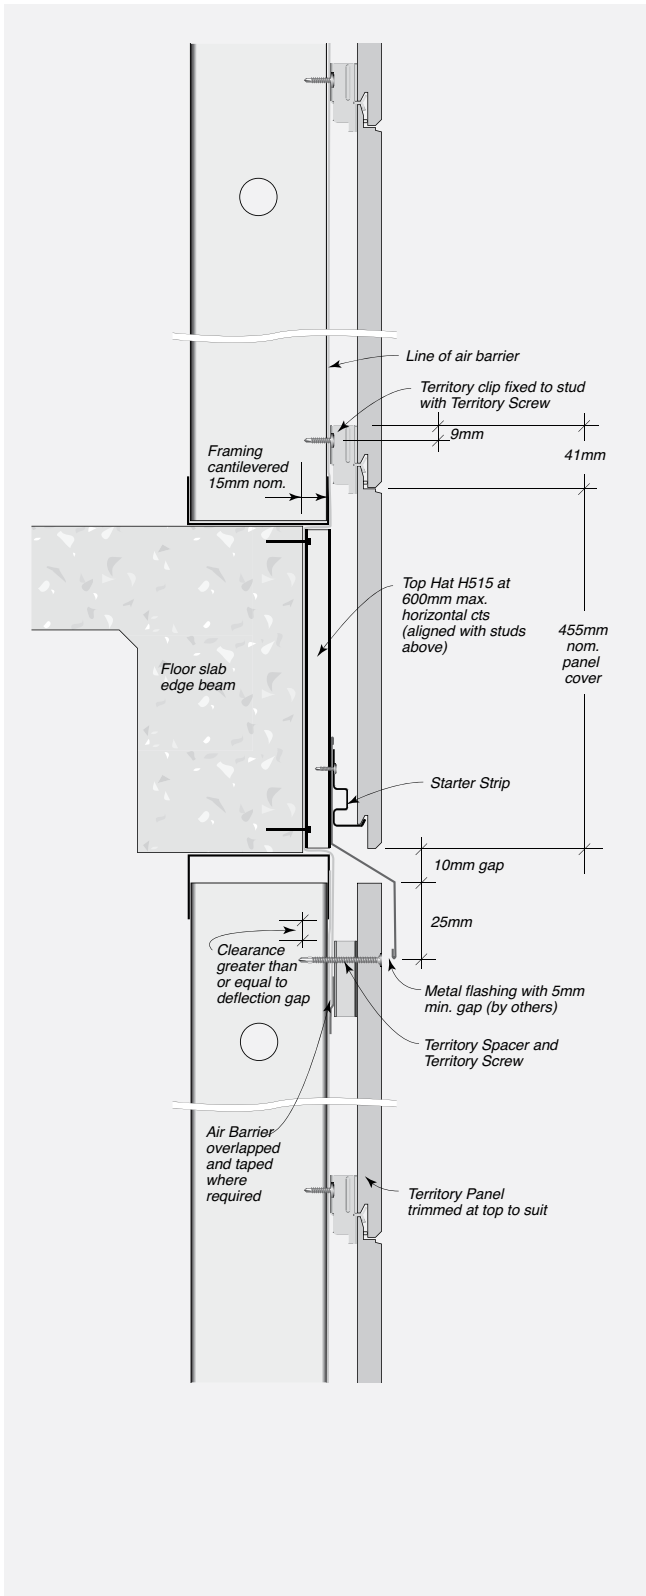 Line of air barrier
Territory clip fixed to stud
with Territory Screw
9mm
41mm
Framing
cantilevered
15mm nom.
Top Hat H515 at
600mm max.
horizontal cts
(aligned with studs
above)
455mm
nom.
panel
cover
Floor slab
edge beam
Starter Strip
10mm gap
25mm
Clearance
greater than
or equal to
deflection gap
Metal flashing with 5mm
min. gap (by others)
Territory Spacer and
Territory Screw
Air Barrier
overlapped
and taped
where
required
Territory Panel
trimmed at top to suit